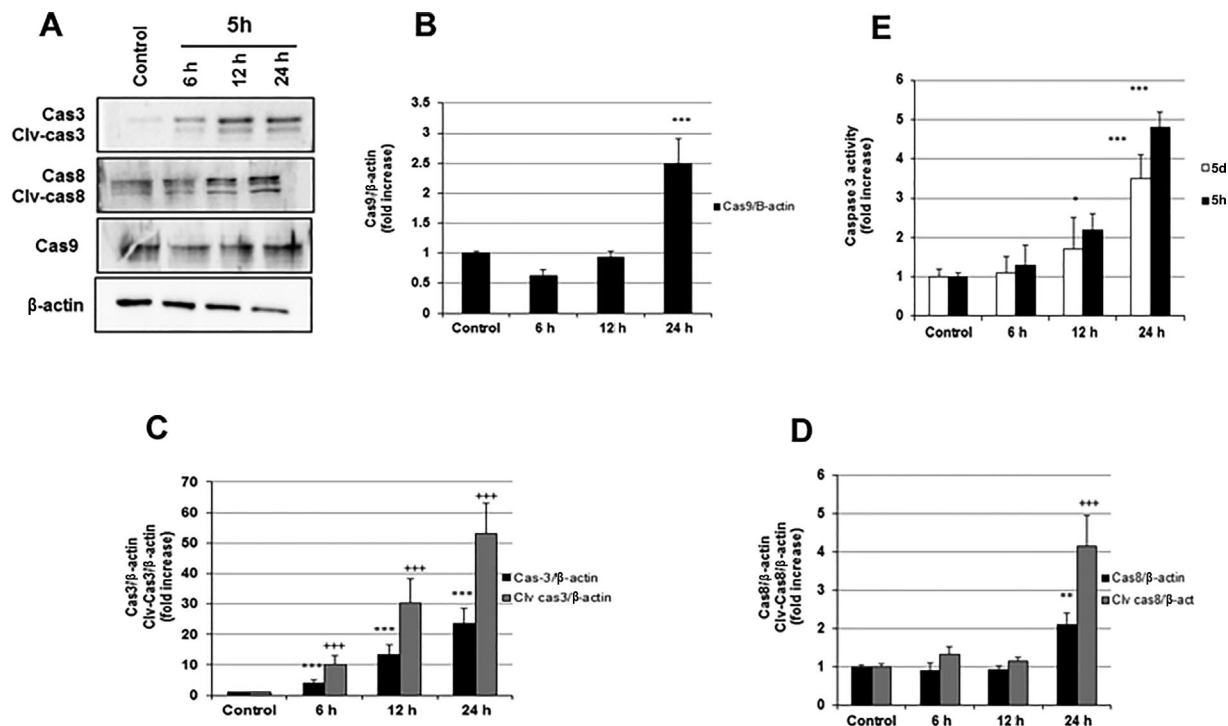 A
5h
Control
6 h
12 h
24 h
Cas3
Clv-cas3
Cas8
Clv-cas8
Cas9
β-actin
B
Cas9/β-actin
(fold increase)
3.5
3
2.5
2
1.5
1
0.5
0
***
Control 6 h 12 h 24 h
Cas9/B-actin
E
Caspase 3 activity
(fold increase)
6
5
4
3
2
1
0
*
***
***
Control 6 h 12 h 24 h
5d
5h
C
Cas3/β-actin
Clv-Cas3/β-actin
(fold increase)
70
60
50
40
30
20
10
0
*** +++
*** +++
*** +++
Control 6 h 12 h 24 h
Cas-3/β-actin
Clv cas3/β-actin
D
Cas8/β-actin
Clv-Cas8/β-actin
(fold increase)
6
5
4
3
2
1
0
** +++
Control 6 h 12 h 24 h
Cas8/β-actin
Clv cas8/β-act